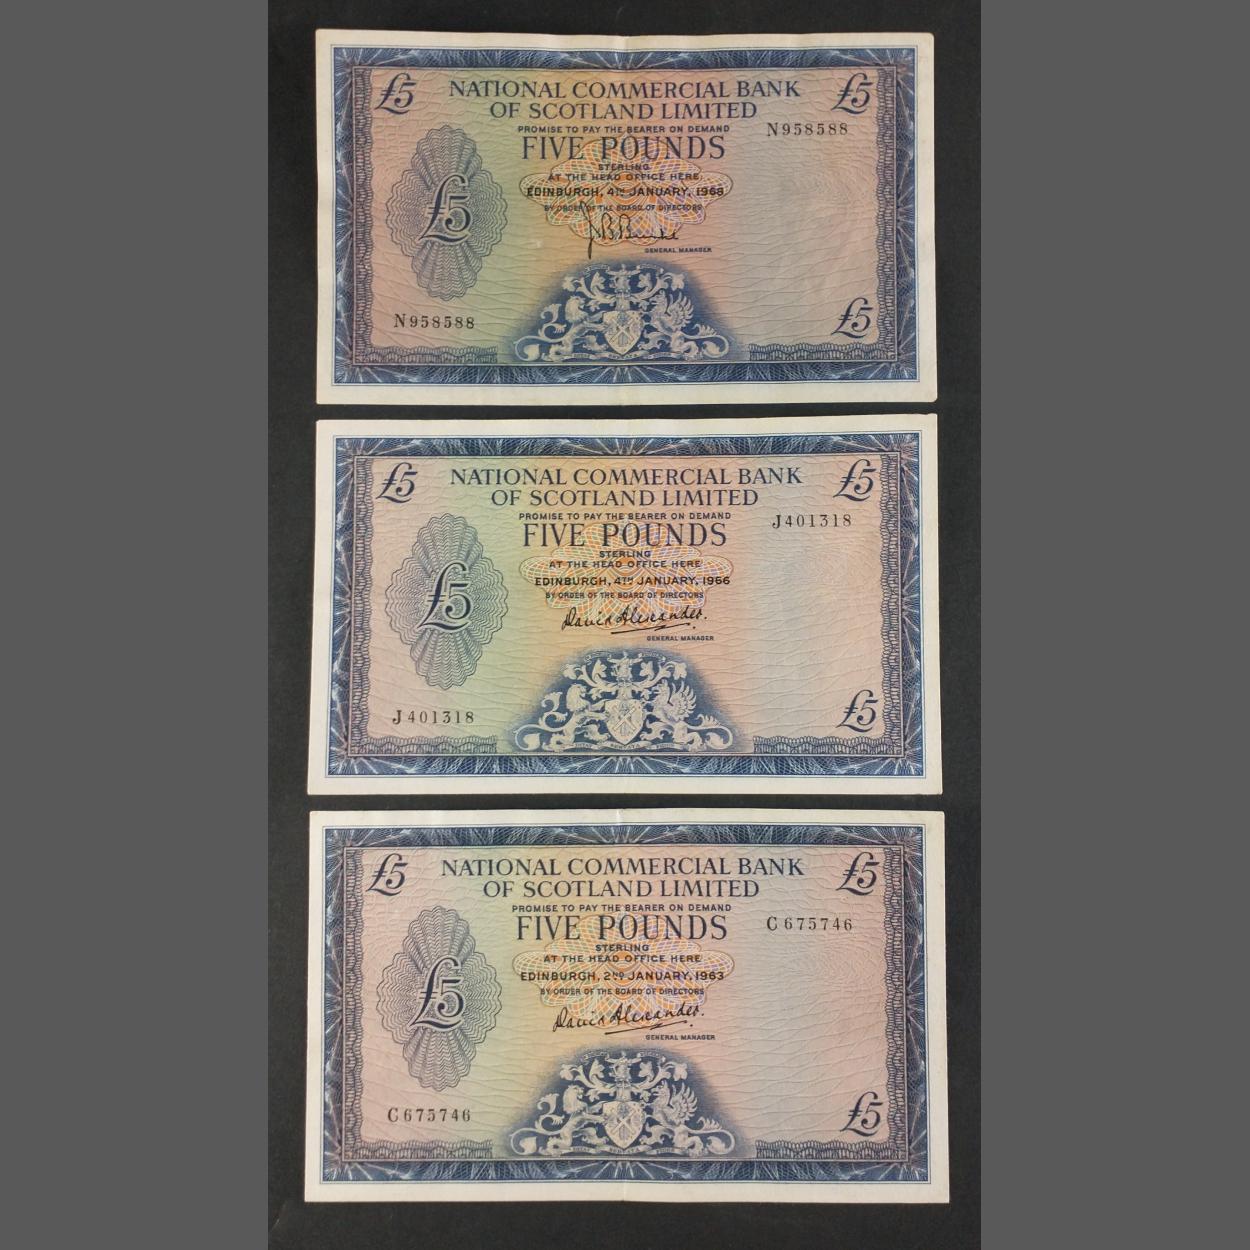 £5 £5
NATIONAL COMMERCIAL BANK
OF SCOTLAND LIMITED
PROMISE TO PAY THE BEARER ON DEMAND
N958588
FIVE POUNDS
STERLING
AT THE HEAD OFFICE HERE
EDINBURGH, 4TH JANUARY, 1968
BY ORDER OF THE BOARD OF DIRECTORS
GENERAL MANAGER
£5
N958588
£5
£5 £5
NATIONAL COMMERCIAL BANK
OF SCOTLAND LIMITED
PROMISE TO PAY THE BEARER ON DEMAND
J401318
FIVE POUNDS
STERLING
AT THE HEAD OFFICE HERE
EDINBURGH, 4TH JANUARY, 1966
BY ORDER OF THE BOARD OF DIRECTORS
David Alexander.
GENERAL MANAGER
£5
J401318
£5
£5 £5
NATIONAL COMMERCIAL BANK
OF SCOTLAND LIMITED
PROMISE TO PAY THE BEARER ON DEMAND
C675746
FIVE POUNDS
STERLING
AT THE HEAD OFFICE HERE
EDINBURGH, 2ND JANUARY, 1963
BY ORDER OF THE BOARD OF DIRECTORS
David Alexander.
GENERAL MANAGER
£5
C675746
£5